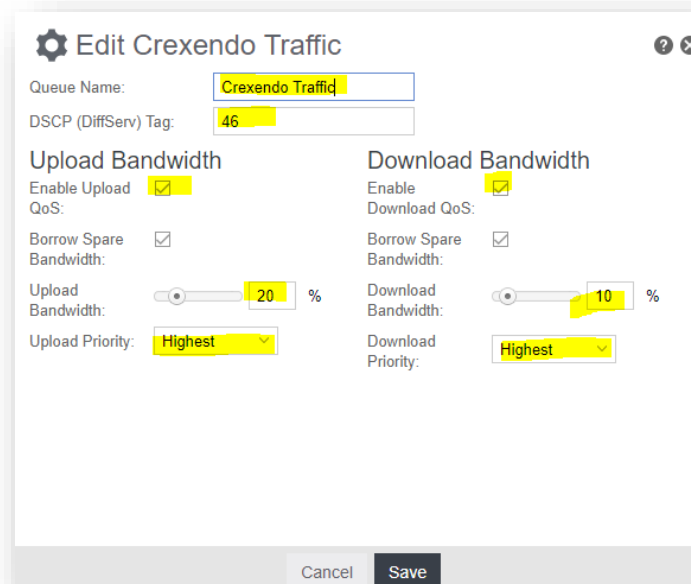 Edit Crexendo Traffic
Queue Name: Crexendo Traffic
DSCP (DiffServ) Tag: 46
Upload Bandwidth
Enable Upload
QoS:
Borrow Spare
Bandwidth:
Upload
Bandwidth: 20 %
Upload Priority: Highest
Download Bandwidth
Enable
Download QoS:
Borrow Spare
Bandwidth:
Download
Bandwidth: 10 %
Download
Priority: Highest
Cancel Save